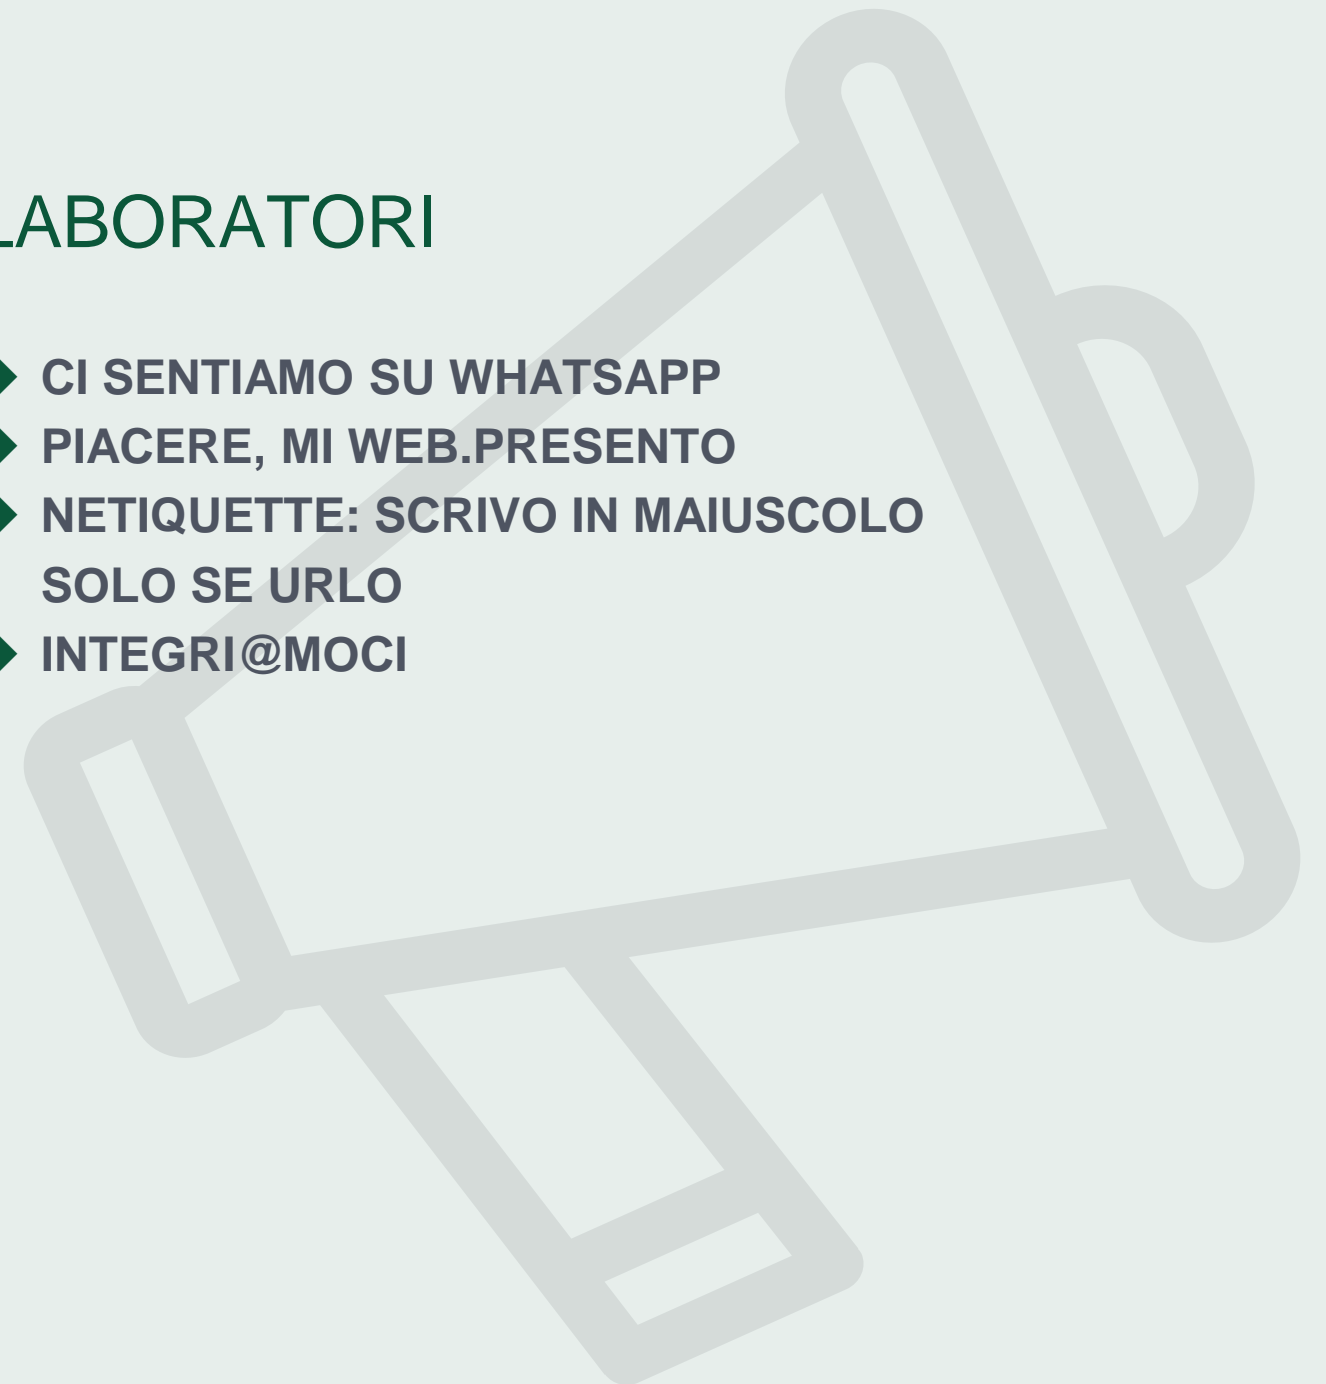 LABORATORI
CI SENTIAMO SU WHATSAPP
PIACERE, MI WEB.PRESENTO
NETIQUETTE: SCRIVO IN MAIUSCOLO
SOLO SE URLO
INTEGRI@MOCI